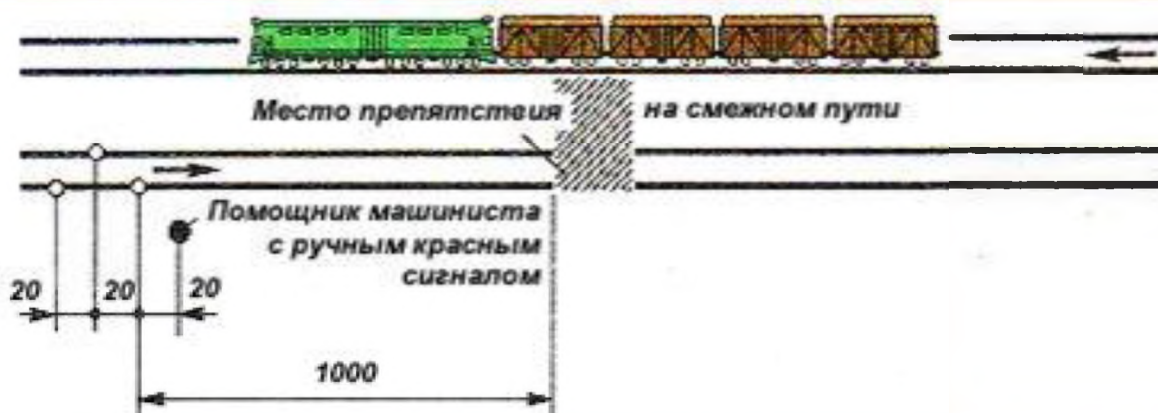 Место препятствия на смежном пути
Помощник машиниста
с ручным красным
сигналом
20 20 20
1000